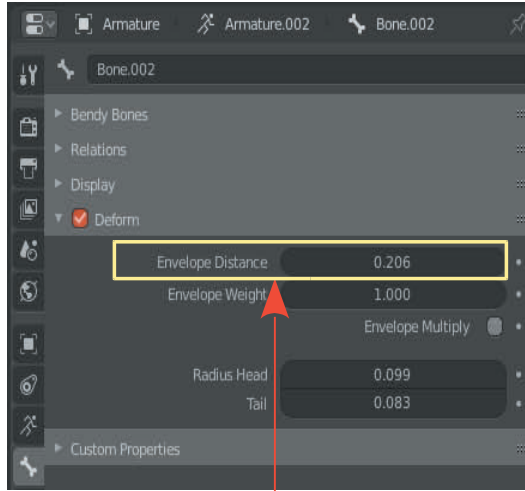 Armature Armature.002 Bone.002
Bone.002
Bendy Bones
Relations
Display
Deform
Envelope Distance 0.206
Envelope Weight 1.000
Envelope Multiply
Radius Head 0.099
Tail 0.083
Custom Properties